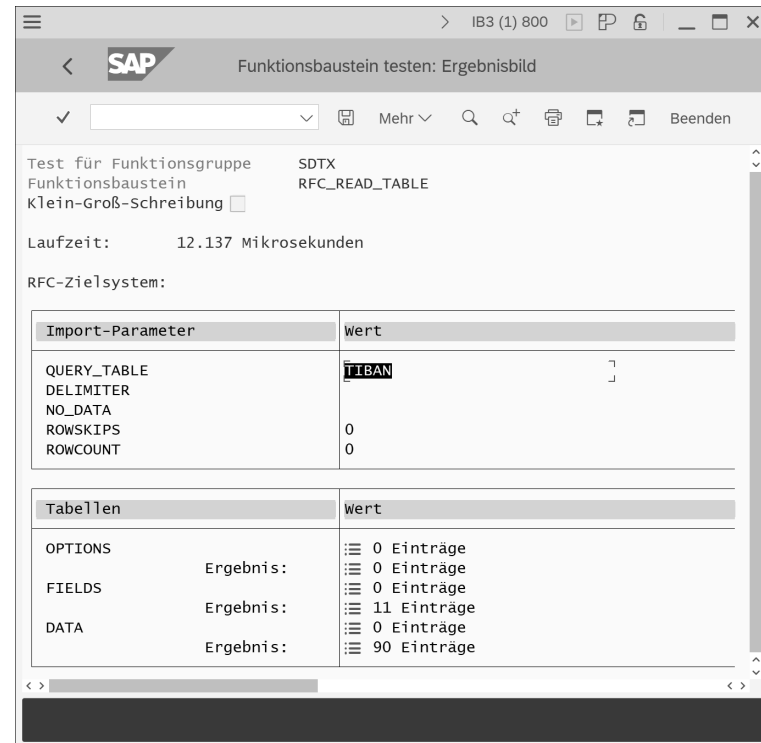 IB3 (1) 800
SAP Funktionsbaustein testen: Ergebnisbild
Mehr Beenden
Test für Funktionsgruppe SDTX
Funktionsbaustein RFC_READ_TABLE
Klein-Groß-Schreibung
Laufzeit: 12.137 Mikrosekunden
RFC-Zielsystem:
Import-Parameter Wert
QUERY_TABLE TIBAN
DELIMITER
NO_DATA
ROWSKIPS 0
ROWCOUNT 0
Tabellen Wert
OPTIONS 0 Einträge
Ergebnis: 0 Einträge
FIELDS 0 Einträge
Ergebnis: 11 Einträge
DATA 0 Einträge
Ergebnis: 90 Einträge